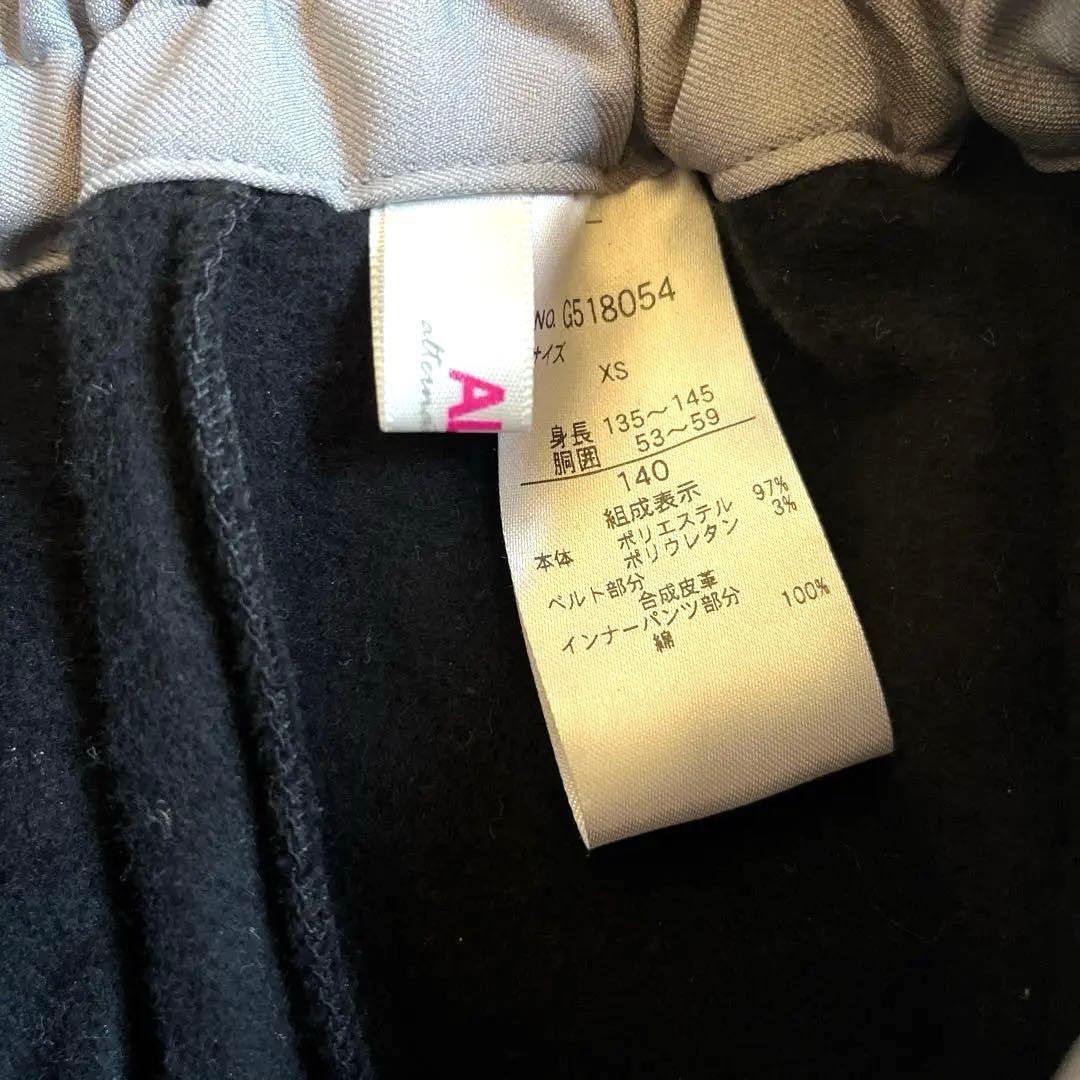 NO. G518054
サイズ
XS
身長 135～145
胴囲 53～59
140
組成表示
本体 ポリエステル 97%
ポリウレタン 3%
ベルト部分
合成皮革
インナーパンツ部分
綿 100%